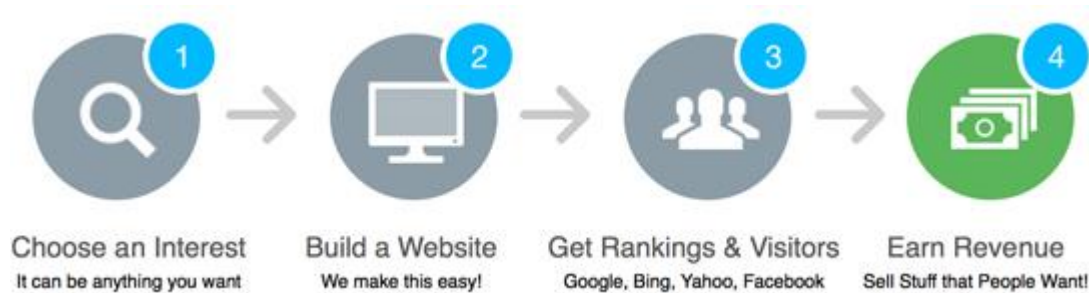 1
2
3
4
Choose an Interest
It can be anything you want
Build a Website
We make this easy!
Get Rankings & Visitors
Google, Bing, Yahoo, Facebook
Earn Revenue
Sell Stuff that People Want!